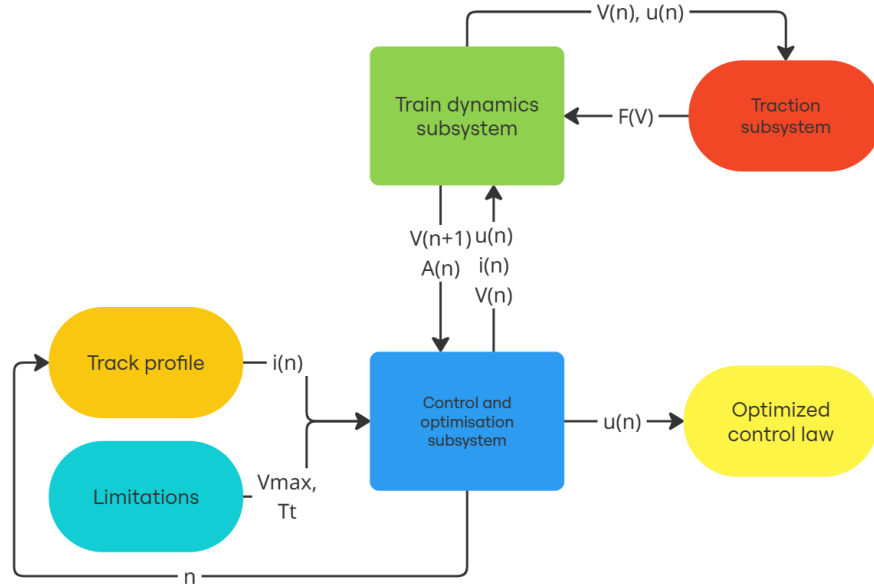 V(n), u(n)
Train dynamics
subsystem
F(V)
Traction
subsystem
V(n+1)
A(n)
u(n)
i(n)
V(n)
Track profile
i(n)
Control and
optimisation
subsystem
u(n)
Optimized
control law
Limitations
Vmax,
Tt
n